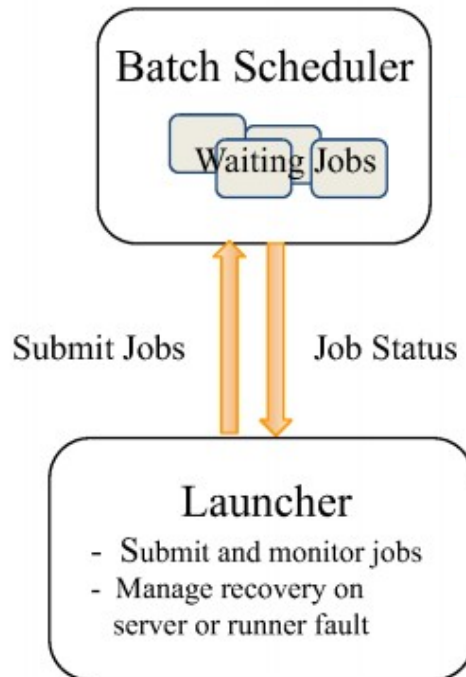 Batch Scheduler
Waiting Jobs
Submit Jobs
Job Status
Launcher
- Submit and monitor jobs
- Manage recovery on
server or runner fault